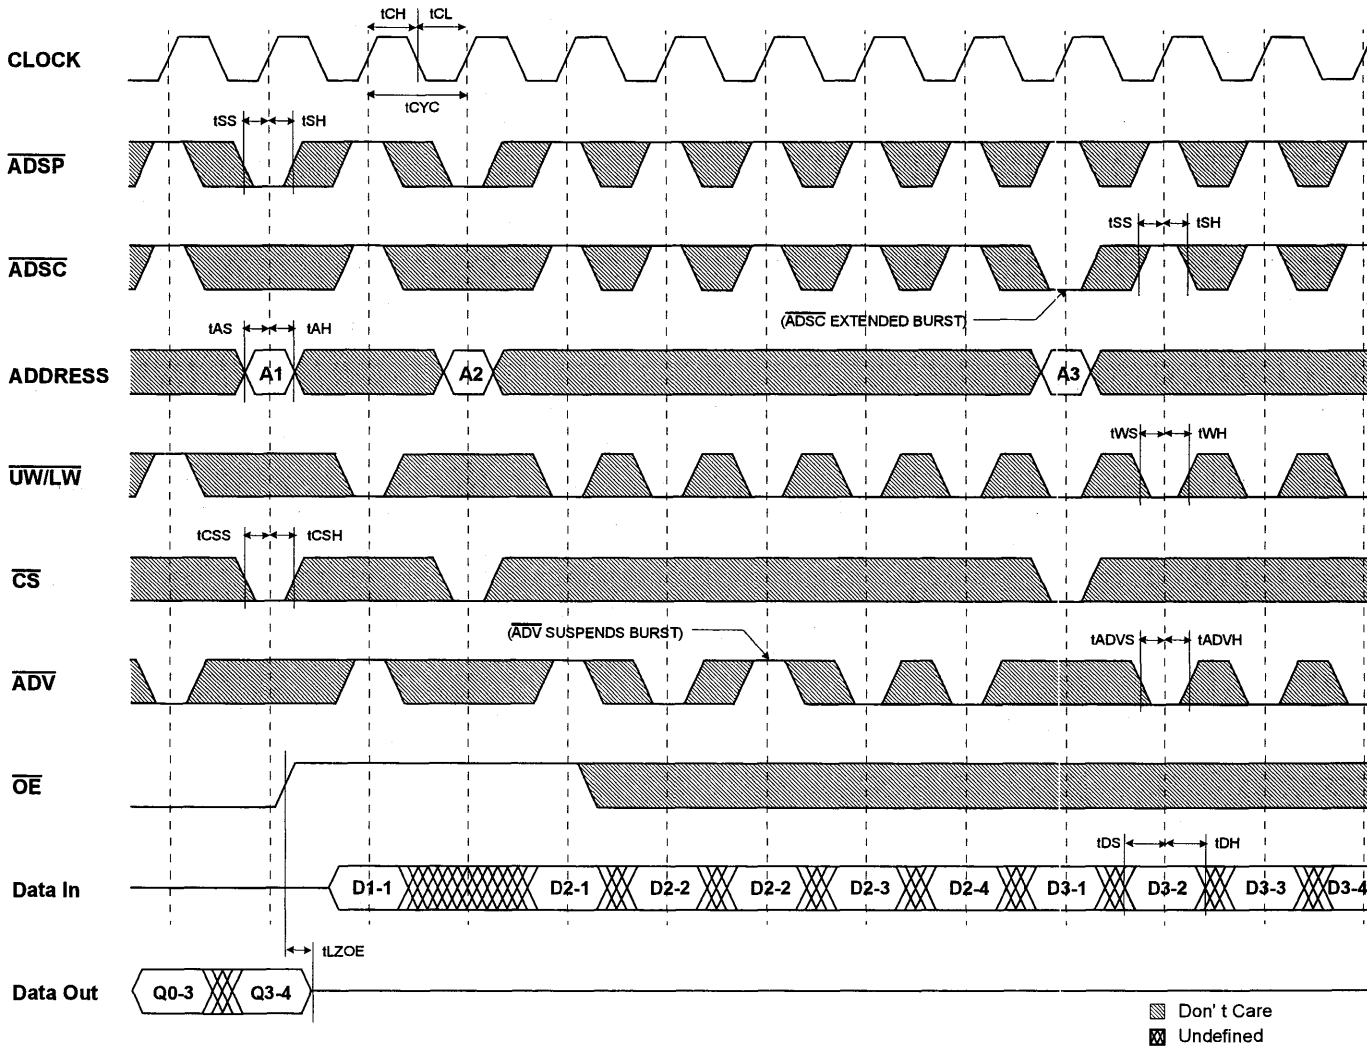 tCH tCL
CLOCK
tCYC
tSS tSH
ADSP
tSS tSH
ADSC
(ADSC EXTENDED BURST)
tAS tAH
ADDRESS A1 A2 A3
tWS tWH
UW/LW
tCSS tCSH
CS
(ADV SUSPENDS BURST)
tADVS tADVH
ADV
OE
tDS tDH
Data In D1-1 D2-1 D2-2 D2-2 D2-3 D2-4 D3-1 D3-2 D3-3 D3-4
tLZOE
Data Out Q0-3 Q3-4
Don' t Care
Undefined